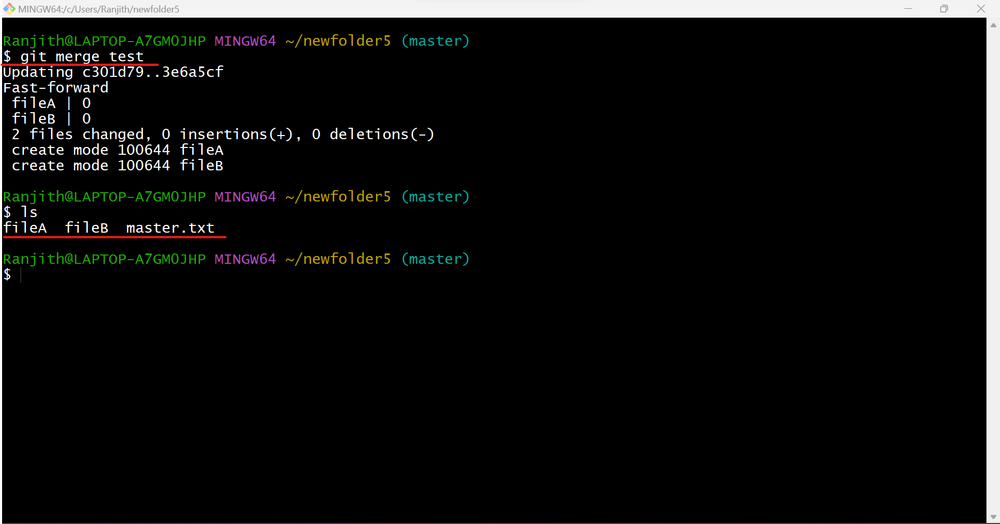 MINGW64:/c/Users/Ranjith/newfolder5
Ranjith@LAPTOP-A7GMOJHP MINGW64 ~/newfolder5 (master)
$ git merge test
Updating c301d79..3e6a5cf
Fast-forward
 fileA | 0
 fileB | 0
 2 files changed, 0 insertions(+), 0 deletions(-)
 create mode 100644 fileA
 create mode 100644 fileB
Ranjith@LAPTOP-A7GMOJHP MINGW64 ~/newfolder5 (master)
$ ls
fileA  fileB  master.txt
Ranjith@LAPTOP-A7GMOJHP MINGW64 ~/newfolder5 (master)
$